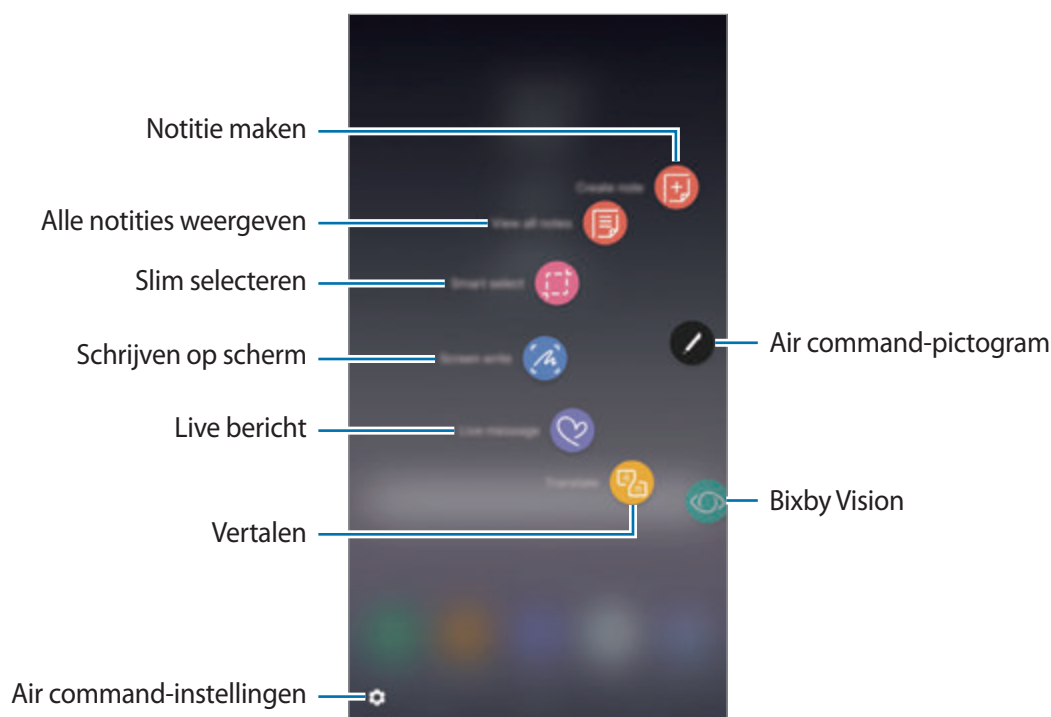 Notitie maken
Create note
Alle notities weergeven
View all notes
Slim selecteren
Smart select
Schrijven op scherm
Screen write
Air command-pictogram
Live bericht
Live message
Translate
Bixby Vision
Vertalen
Air command-instellingen